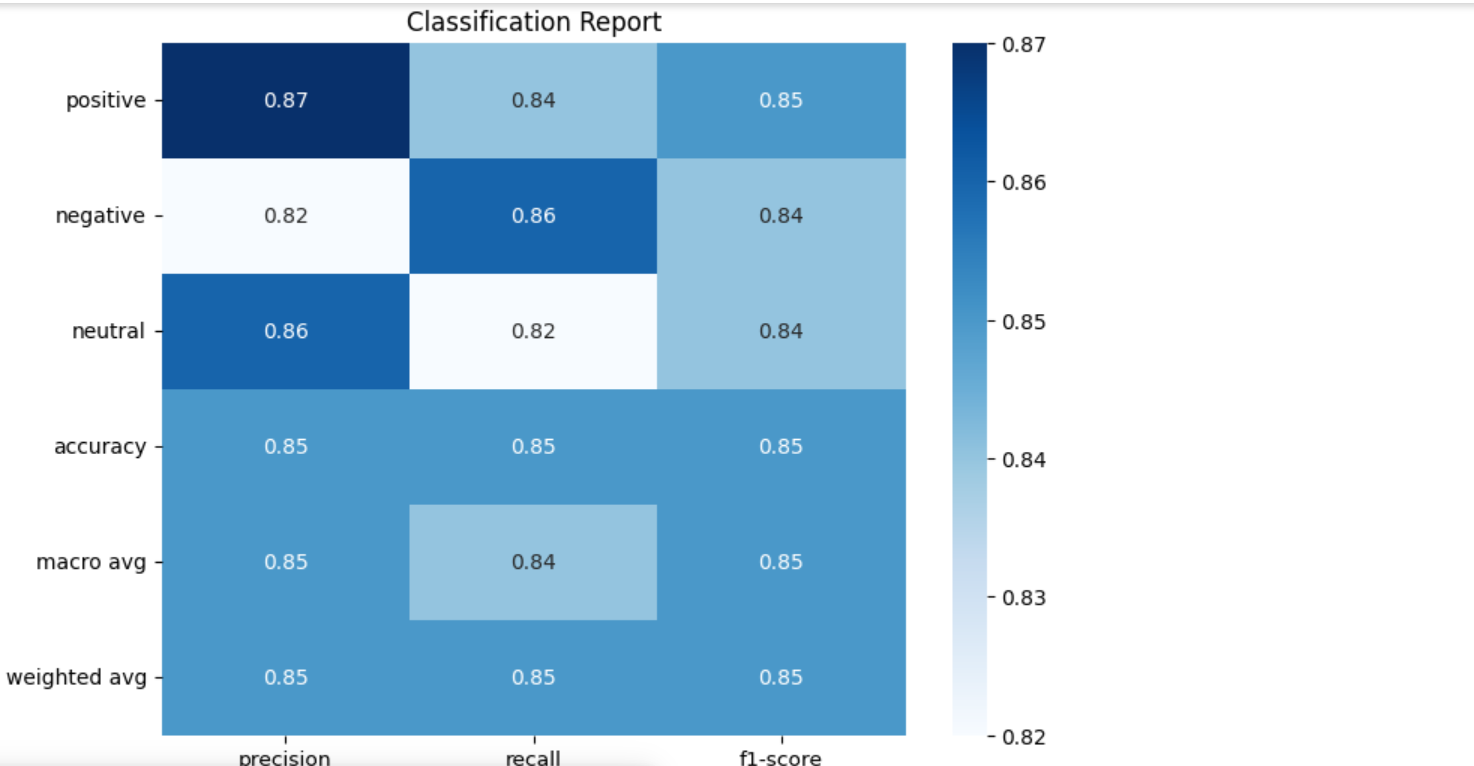 Classification Report
positive 0.87 0.84 0.85
negative 0.82 0.86 0.84
neutral 0.86 0.82 0.84
accuracy 0.85 0.85 0.85
macro avg 0.85 0.84 0.85
weighted avg 0.85 0.85 0.85
precision recall f1-score
0.87
0.86
0.85
0.84
0.83
0.82